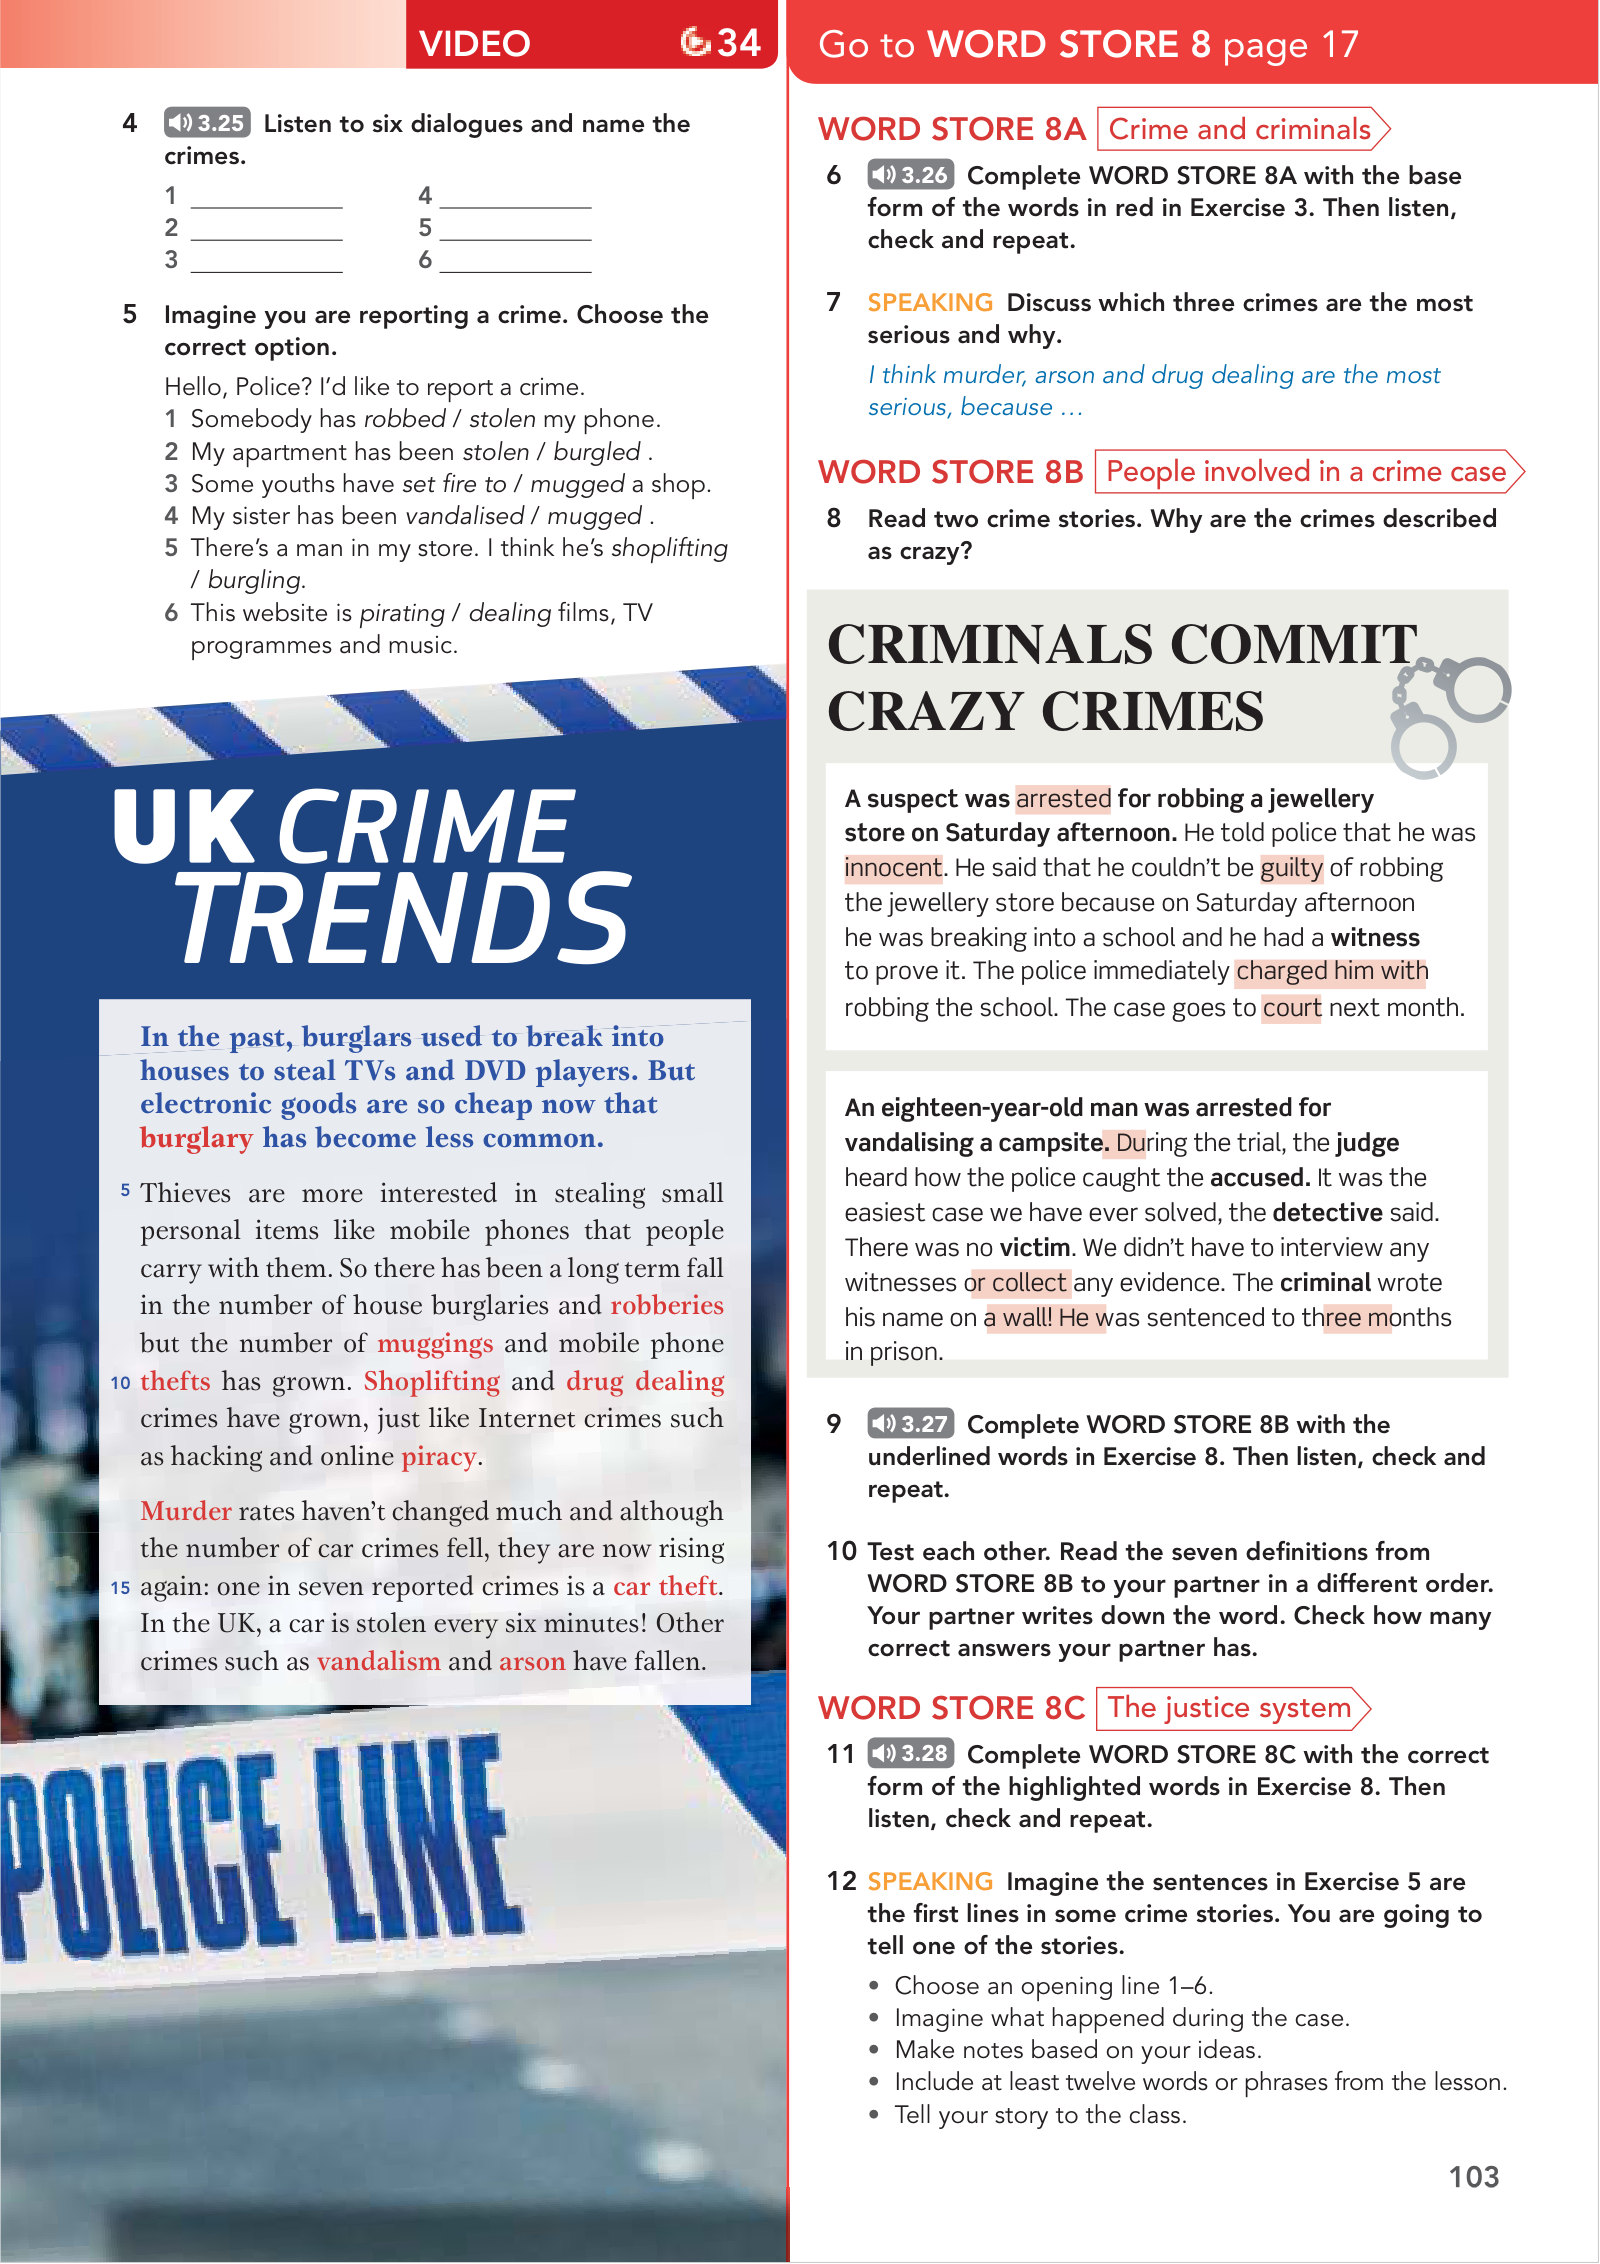 VIDEO 34
4 3.25 Listen to six dialogues and name the
crimes.
1 ____________ 4 ____________
2 ____________ 5 ____________
3 ____________ 6 ____________
5 Imagine you are reporting a crime. Choose the
correct option.
Hello, Police? I'd like to report a crime.
1 Somebody has robbed / stolen my phone.
2 My apartment has been stolen / burgled .
3 Some youths have set fire to / mugged a shop.
4 My sister has been vandalised / mugged .
5 There's a man in my store. I think he's shoplifting
/ burgling.
6 This website is pirating / dealing films, TV
programmes and music.
UK CRIME
TRENDS
In the past, burglars used to break into
houses to steal TVs and DVD players. But
electronic goods are so cheap now that
burglary has become less common.
5 Thieves are more interested in stealing small
personal items like mobile phones that people
carry with them. So there has been a long term fall
in the number of house burglaries and robberies
but the number of muggings and mobile phone
10 thefts has grown. Shoplifting and drug dealing
crimes have grown, just like Internet crimes such
as hacking and online piracy.
Murder rates haven't changed much and although
the number of car crimes fell, they are now rising
15 again: one in seven reported crimes is a car theft.
In the UK, a car is stolen every six minutes! Other
crimes such as vandalism and arson have fallen.
POLICE LINE
Go to WORD STORE 8 page 17
WORD STORE 8A Crime and criminals
6 3.26 Complete WORD STORE 8A with the base
form of the words in red in Exercise 3. Then listen,
check and repeat.
7 SPEAKING Discuss which three crimes are the most
serious and why.
I think murder, arson and drug dealing are the most
serious, because …
WORD STORE 8B People involved in a crime case
8 Read two crime stories. Why are the crimes described
as crazy?
CRIMINALS COMMIT
CRAZY CRIMES
A suspect was arrested for robbing a jewellery
store on Saturday afternoon. He told police that he was
innocent. He said that he couldn't be guilty of robbing
the jewellery store because on Saturday afternoon
he was breaking into a school and he had a witness
to prove it. The police immediately charged him with
robbing the school. The case goes to court next month.
An eighteen-year-old man was arrested for
vandalising a campsite. During the trial, the judge
heard how the police caught the accused. It was the
easiest case we have ever solved, the detective said.
There was no victim. We didn't have to interview any
witnesses or collect any evidence. The criminal wrote
his name on a wall! He was sentenced to three months
in prison.
9 3.27 Complete WORD STORE 8B with the
underlined words in Exercise 8. Then listen, check and
repeat.
10 Test each other. Read the seven definitions from
WORD STORE 8B to your partner in a different order.
Your partner writes down the word. Check how many
correct answers your partner has.
WORD STORE 8C The justice system
11 3.28 Complete WORD STORE 8C with the correct
form of the highlighted words in Exercise 8. Then
listen, check and repeat.
12 SPEAKING Imagine the sentences in Exercise 5 are
the first lines in some crime stories. You are going to
tell one of the stories.
• Choose an opening line 1–6.
• Imagine what happened during the case.
• Make notes based on your ideas.
• Include at least twelve words or phrases from the lesson.
• Tell your story to the class.
103